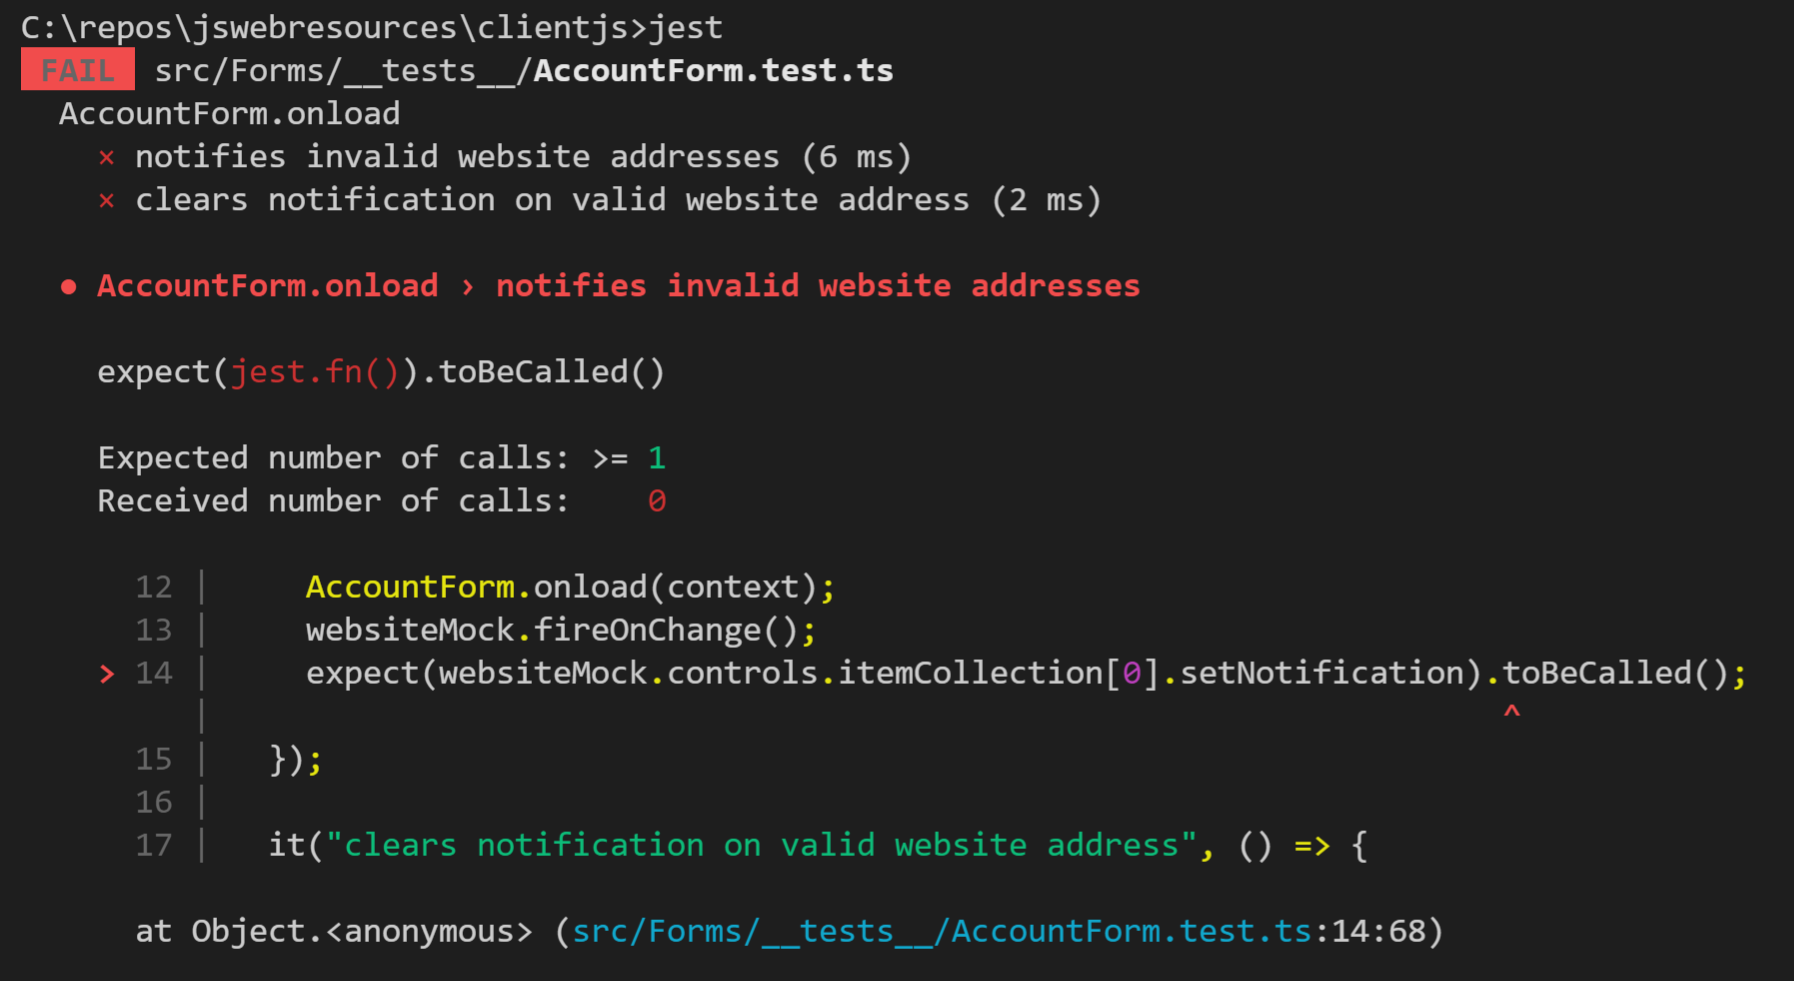 C:\repos\jswebresources\clientjs>jest
FAIL src/Forms/__tests__/AccountForm.test.ts
AccountForm.onload
× notifies invalid website addresses (6 ms)
× clears notification on valid website address (2 ms)
● AccountForm.onload › notifies invalid website addresses
expect(jest.fn()).toBeCalled()
Expected number of calls: >= 1
Received number of calls:    0
12 |     AccountForm.onload(context);
13 |     websiteMock.fireOnChange();
> 14 |     expect(websiteMock.controls.itemCollection[0].setNotification).toBeCalled();
|                                                                    ^
15 |   });
16 |
17 |   it("clears notification on valid website address", () => {
at Object.<anonymous> (src/Forms/__tests__/AccountForm.test.ts:14:68)